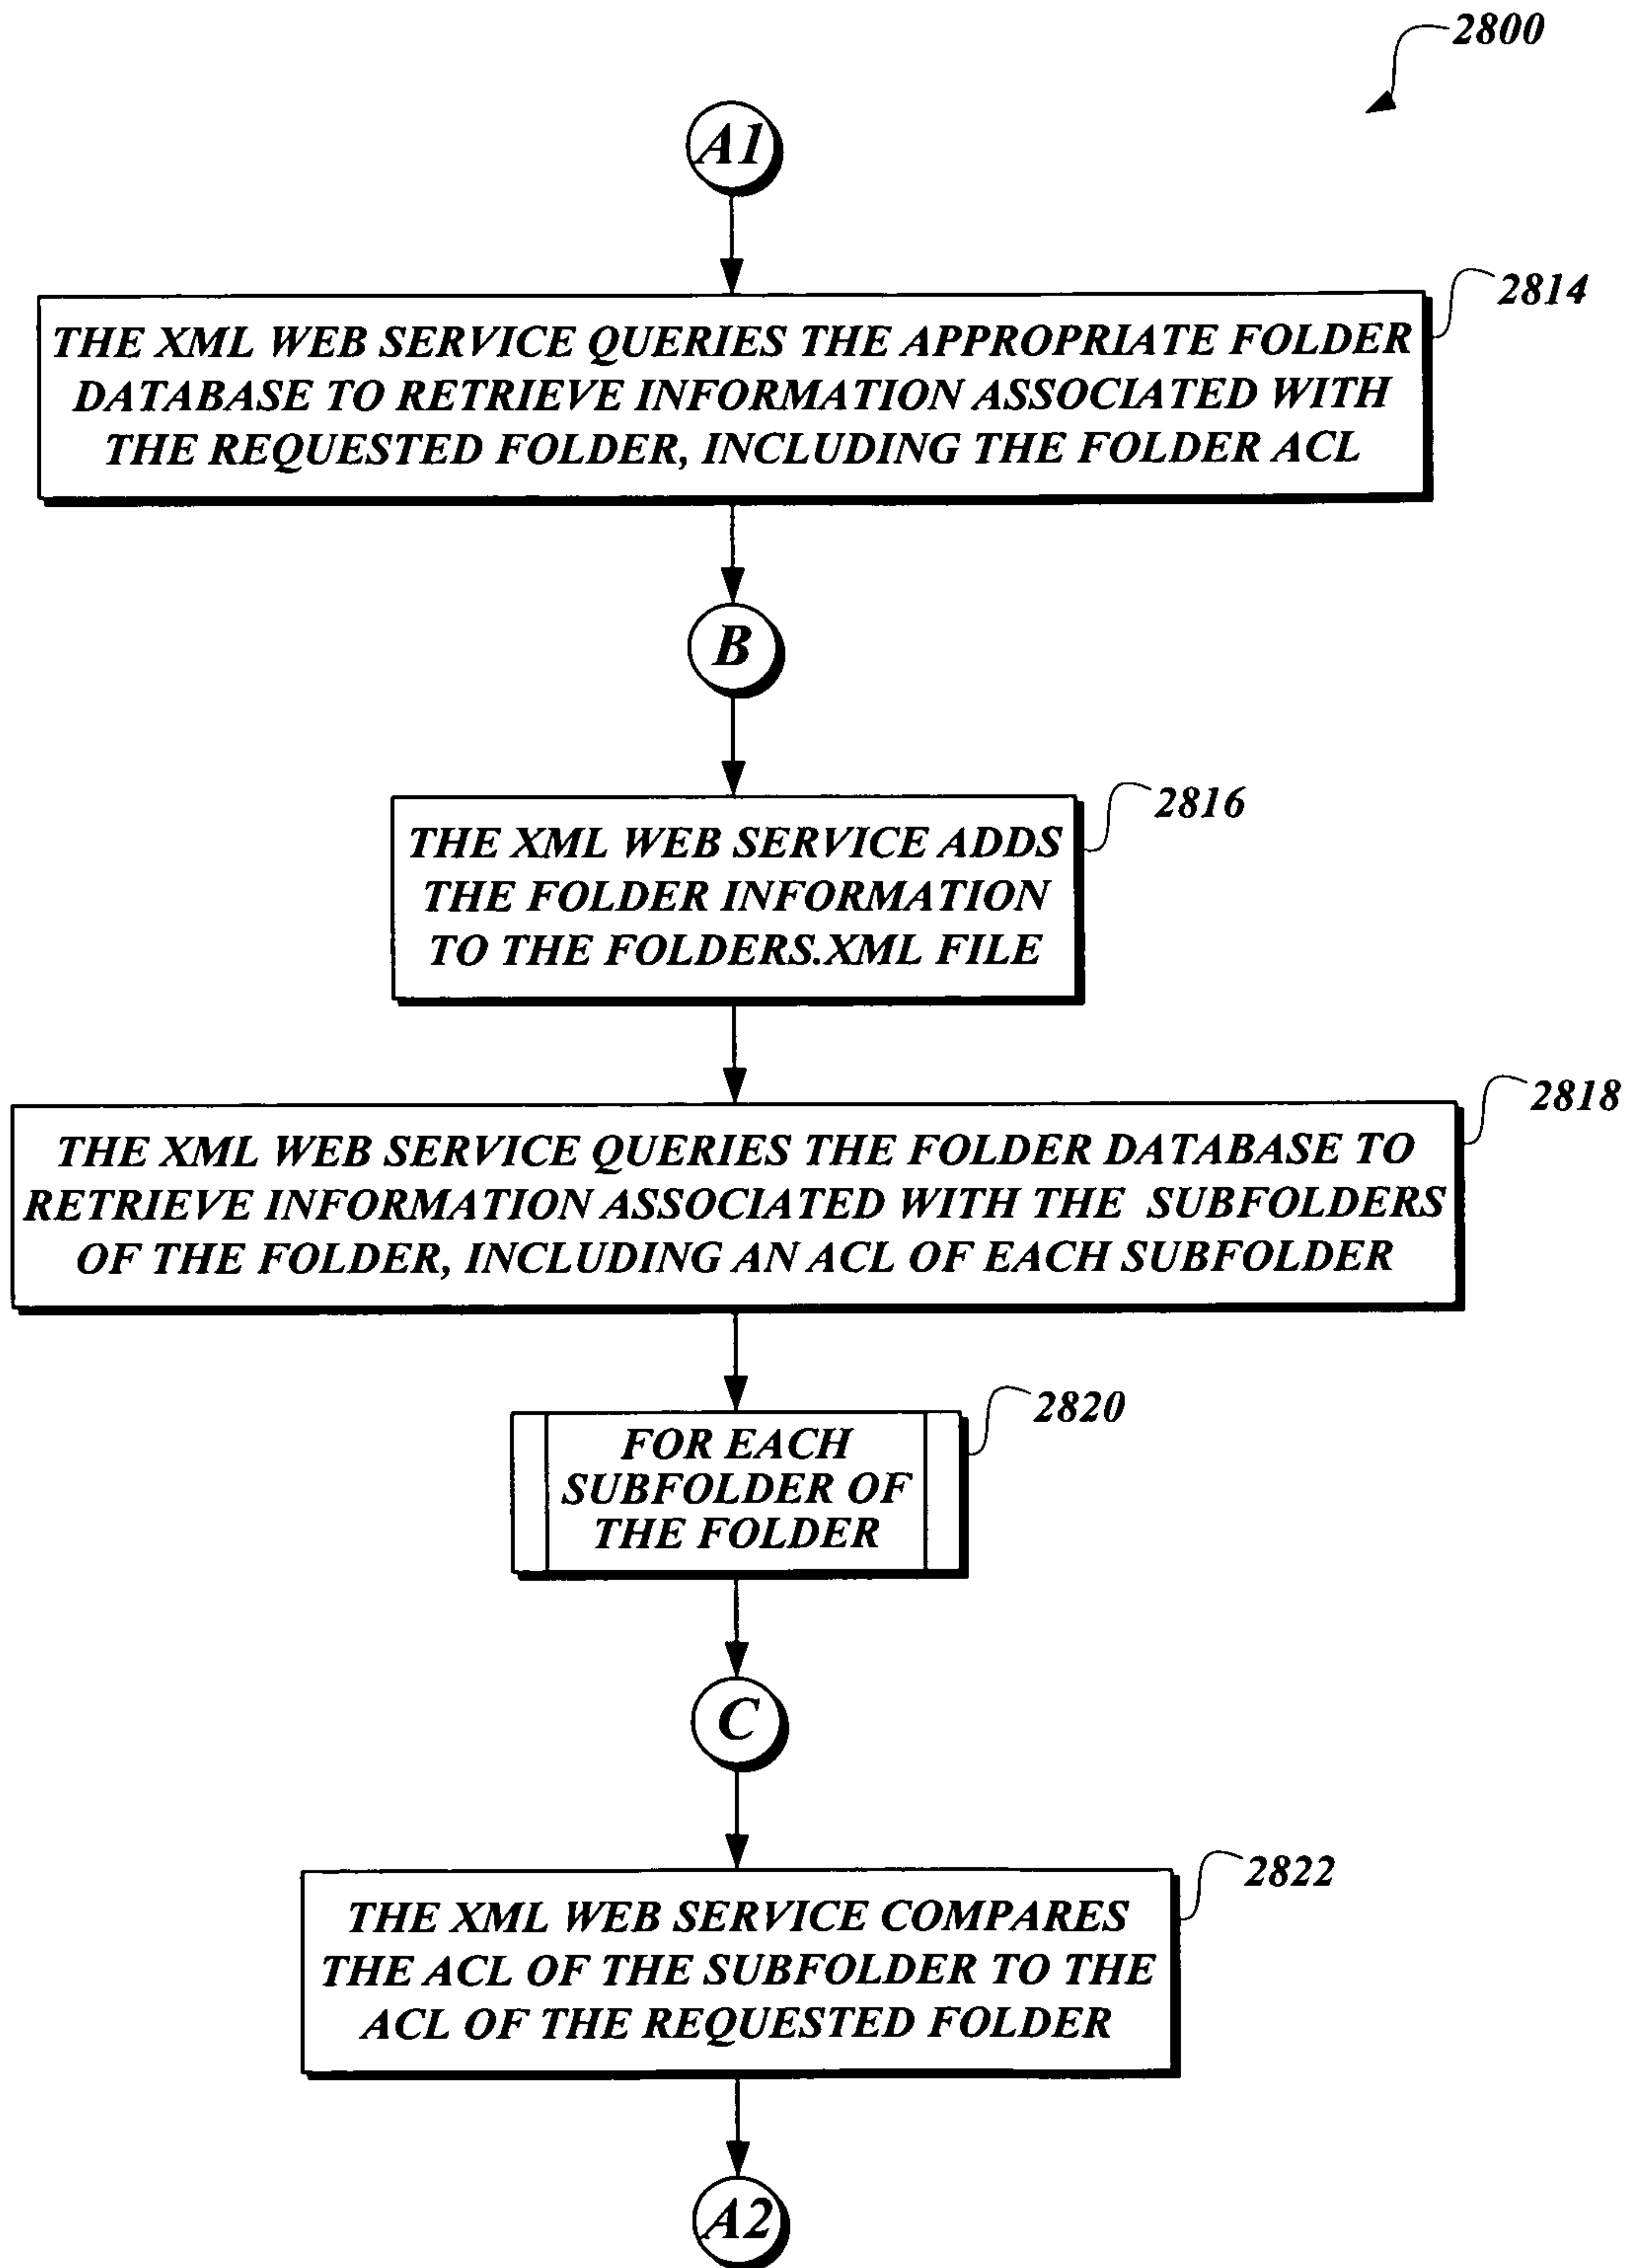 2800
A1
2814
THE XML WEB SERVICE QUERIES THE APPROPRIATE FOLDER
DATABASE TO RETRIEVE INFORMATION ASSOCIATED WITH
THE REQUESTED FOLDER, INCLUDING THE FOLDER ACL
B
2816
THE XML WEB SERVICE ADDS
THE FOLDER INFORMATION
TO THE FOLDERS.XML FILE
2818
THE XML WEB SERVICE QUERIES THE FOLDER DATABASE TO
RETRIEVE INFORMATION ASSOCIATED WITH THE SUBFOLDERS
OF THE FOLDER, INCLUDING AN ACL OF EACH SUBFOLDER
2820
FOR EACH
SUBFOLDER OF
THE FOLDER
C
2822
THE XML WEB SERVICE COMPARES
THE ACL OF THE SUBFOLDER TO THE
ACL OF THE REQUESTED FOLDER
A2